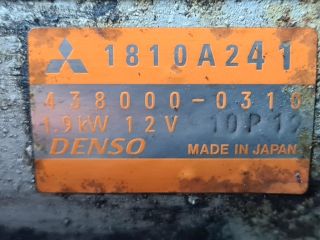 1810A241
438000-0310
1.9kW 12V 10P12
DENSO MADE IN JAPAN